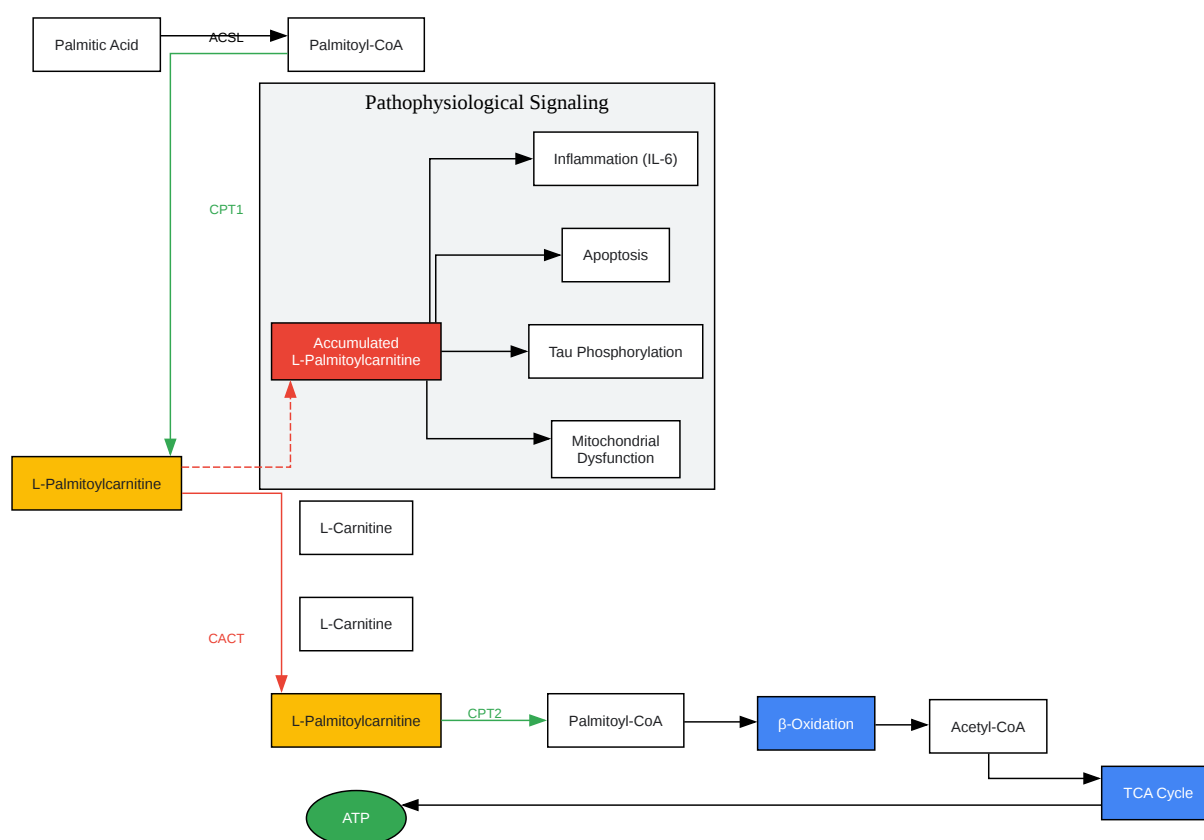 Palmitic Acid
ACSL
Palmitoyl-CoA
Pathophysiological Signaling
Inflammation (IL-6)
CPT1
Apoptosis
Accumulated
L-Palmitoylcarnitine
Tau Phosphorylation
Mitochondrial
Dysfunction
L-Palmitoylcarnitine
L-Carnitine
L-Carnitine
CACT
L-Palmitoylcarnitine
CPT2
Palmitoyl-CoA
β-Oxidation
Acetyl-CoA
TCA Cycle
ATP